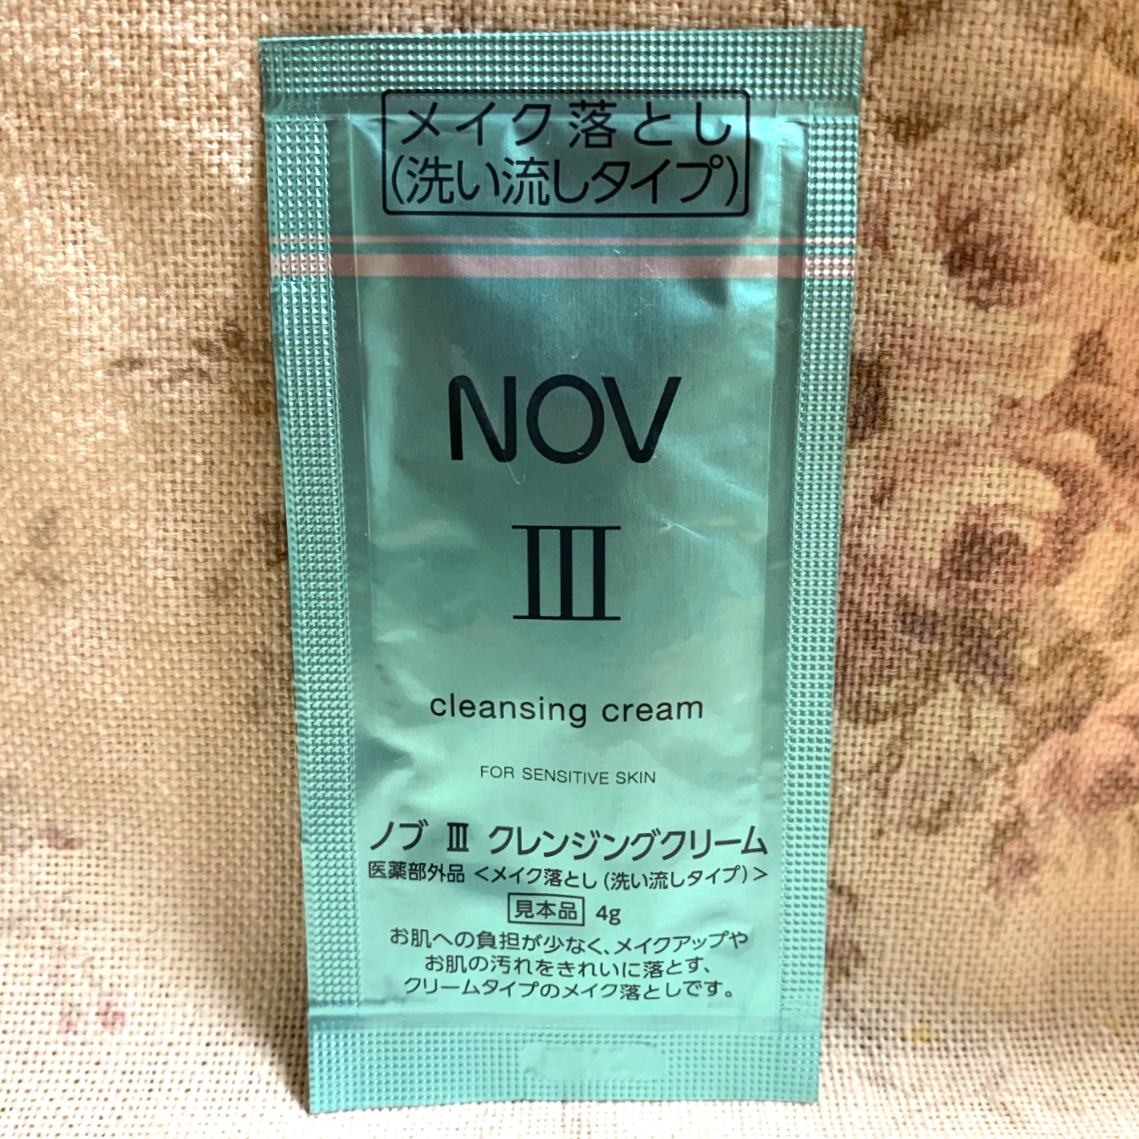 メイク落とし
(洗い流しタイプ)
NOV
III
cleansing cream
FOR SENSITIVE SKIN
ノブ III クレンジングクリーム
医薬部外品 <メイク落とし(洗い流しタイプ)>
見本品 4g
お肌への負担が少なく、メイクアップや
お肌の汚れをきれいに落とす、
クリームタイプのメイク落としです。